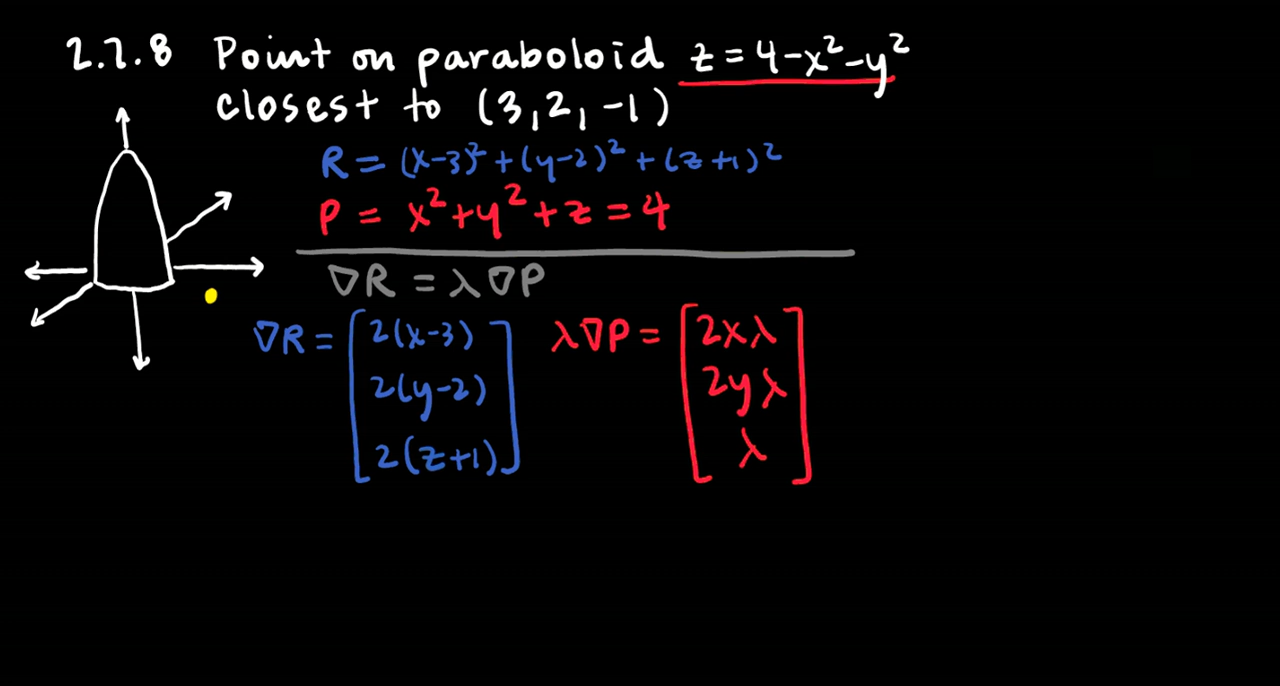 2.7.8 Point on paraboloid z = 4-x²-y²
closest to (3,2,-1)
R = (x-3)² + (y-2)² + (z+1)²
P = x²+y²+z = 4
∇R = λ∇P
∇R = [2(x-3) 2(y-2) 2(z+1)] λ∇P = [2xλ 2yλ λ]